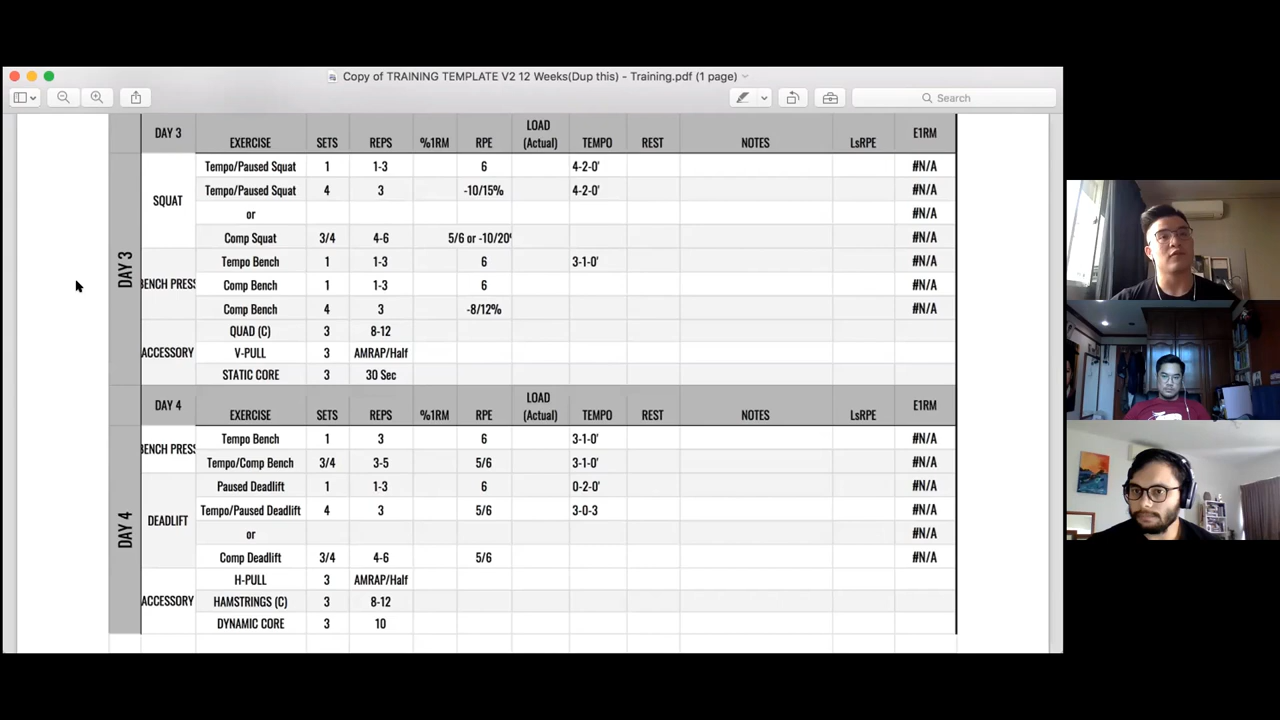 Copy of TRAINING TEMPLATE V2 12 Weeks(Dup this) - Training.pdf (1 page)
Search
DAY 3 EXERCISE SETS REPS %1RM RPE LOAD (Actual) TEMPO REST NOTES LsRPE E1RM
DAY 3
SQUAT
Tempo/Paused Squat 1 1-3 6 4-2-0' #N/A
Tempo/Paused Squat 4 3 -10/15% 4-2-0' #N/A
or #N/A
Comp Squat 3/4 4-6 5/6 or -10/20% #N/A
BENCH PRESS
Tempo Bench 1 1-3 6 3-1-0' #N/A
Comp Bench 1 1-3 6 #N/A
Comp Bench 4 3 -8/12% #N/A
ACCESSORY
QUAD (C) 3 8-12
V-PULL 3 AMRAP/Half
STATIC CORE 3 30 Sec
DAY 4 EXERCISE SETS REPS %1RM RPE LOAD (Actual) TEMPO REST NOTES LsRPE E1RM
DAY 4
BENCH PRESS
Tempo Bench 1 3 6 3-1-0' #N/A
Tempo/Comp Bench 3/4 3-5 5/6 3-1-0' #N/A
DEADLIFT
Paused Deadlift 1 1-3 6 0-2-0' #N/A
Tempo/Paused Deadlift 4 3 5/6 3-0-3 #N/A
or #N/A
Comp Deadlift 3/4 4-6 5/6 #N/A
ACCESSORY
H-PULL 3 AMRAP/Half
HAMSTRINGS (C) 3 8-12
DYNAMIC CORE 3 10